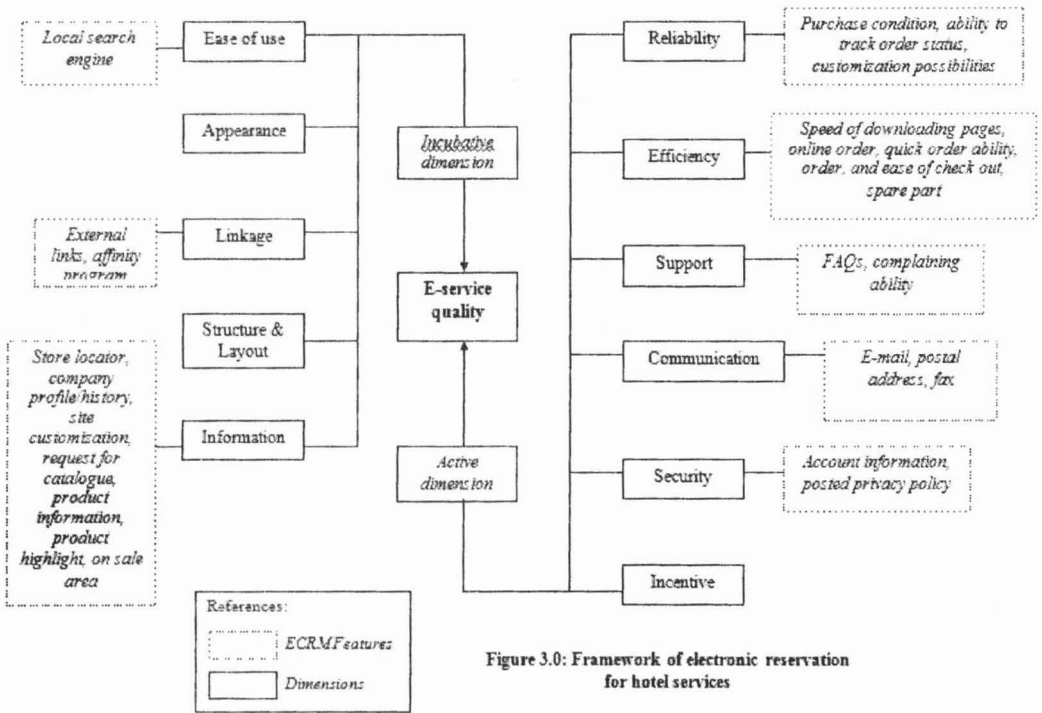 Local search
engine
Ease of use
Appearance
External
links, affinity
program
Linkage
Structure &
Layout
Store locator,
company
profile/history,
site
customization,
request for
catalogue,
product
information,
product
highlight, on sale
area
Information
Incubative
dimension
E-service
quality
Active
dimension
Reliability
Purchase condition, ability to
track order status,
customization possibilities
Efficiency
Speed of downloading pages,
online order, quick order ability,
order, and ease of check out,
spare part
Support
FAQs, complaining
ability
Communication
E-mail, postal
address, fax
Security
Account information,
posted privacy policy
Incentive
References:
ECRM Features
Dimensions
Figure 3.0: Framework of electronic reservation
for hotel services